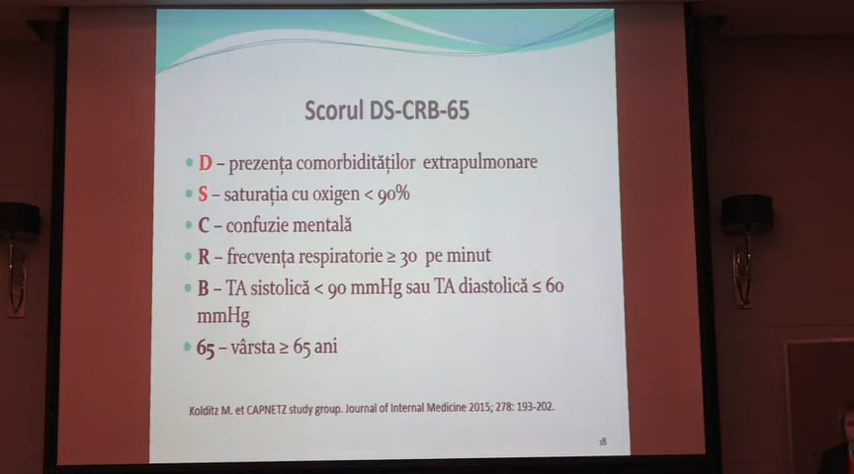 Scorul DS-CRB-65
• D – prezența comorbidităților extrapulmonare
• S – saturația cu oxigen < 90%
• C – confuzie mentală
• R – frecvența respiratorie ≥ 30 pe minut
• B – TA sistolică < 90 mmHg sau TA diastolică ≤ 60
mmHg
• 65 – vârsta ≥ 65 ani
Kolditz M. et CAPNETZ study group. Journal of Internal Medicine 2015; 278: 193-202.
18